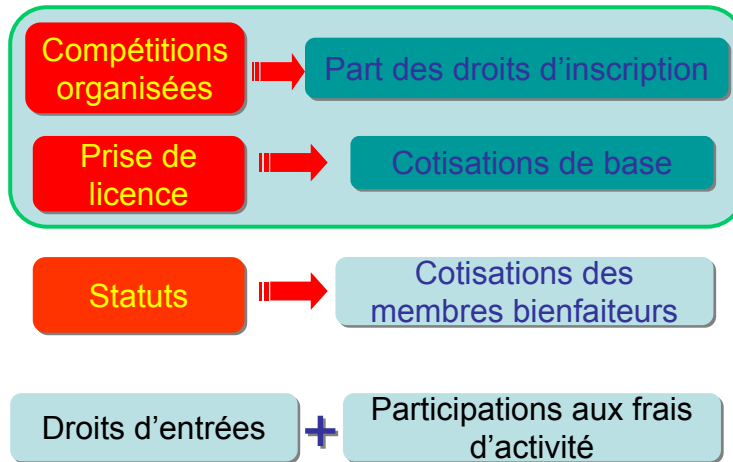 Compétitions
organisées
Part des droits d’inscription
Prise de
licence
Cotisations de base
Statuts
Cotisations des
membres bienfaiteurs
Droits d’entrées
+
Participations aux frais
d’activité